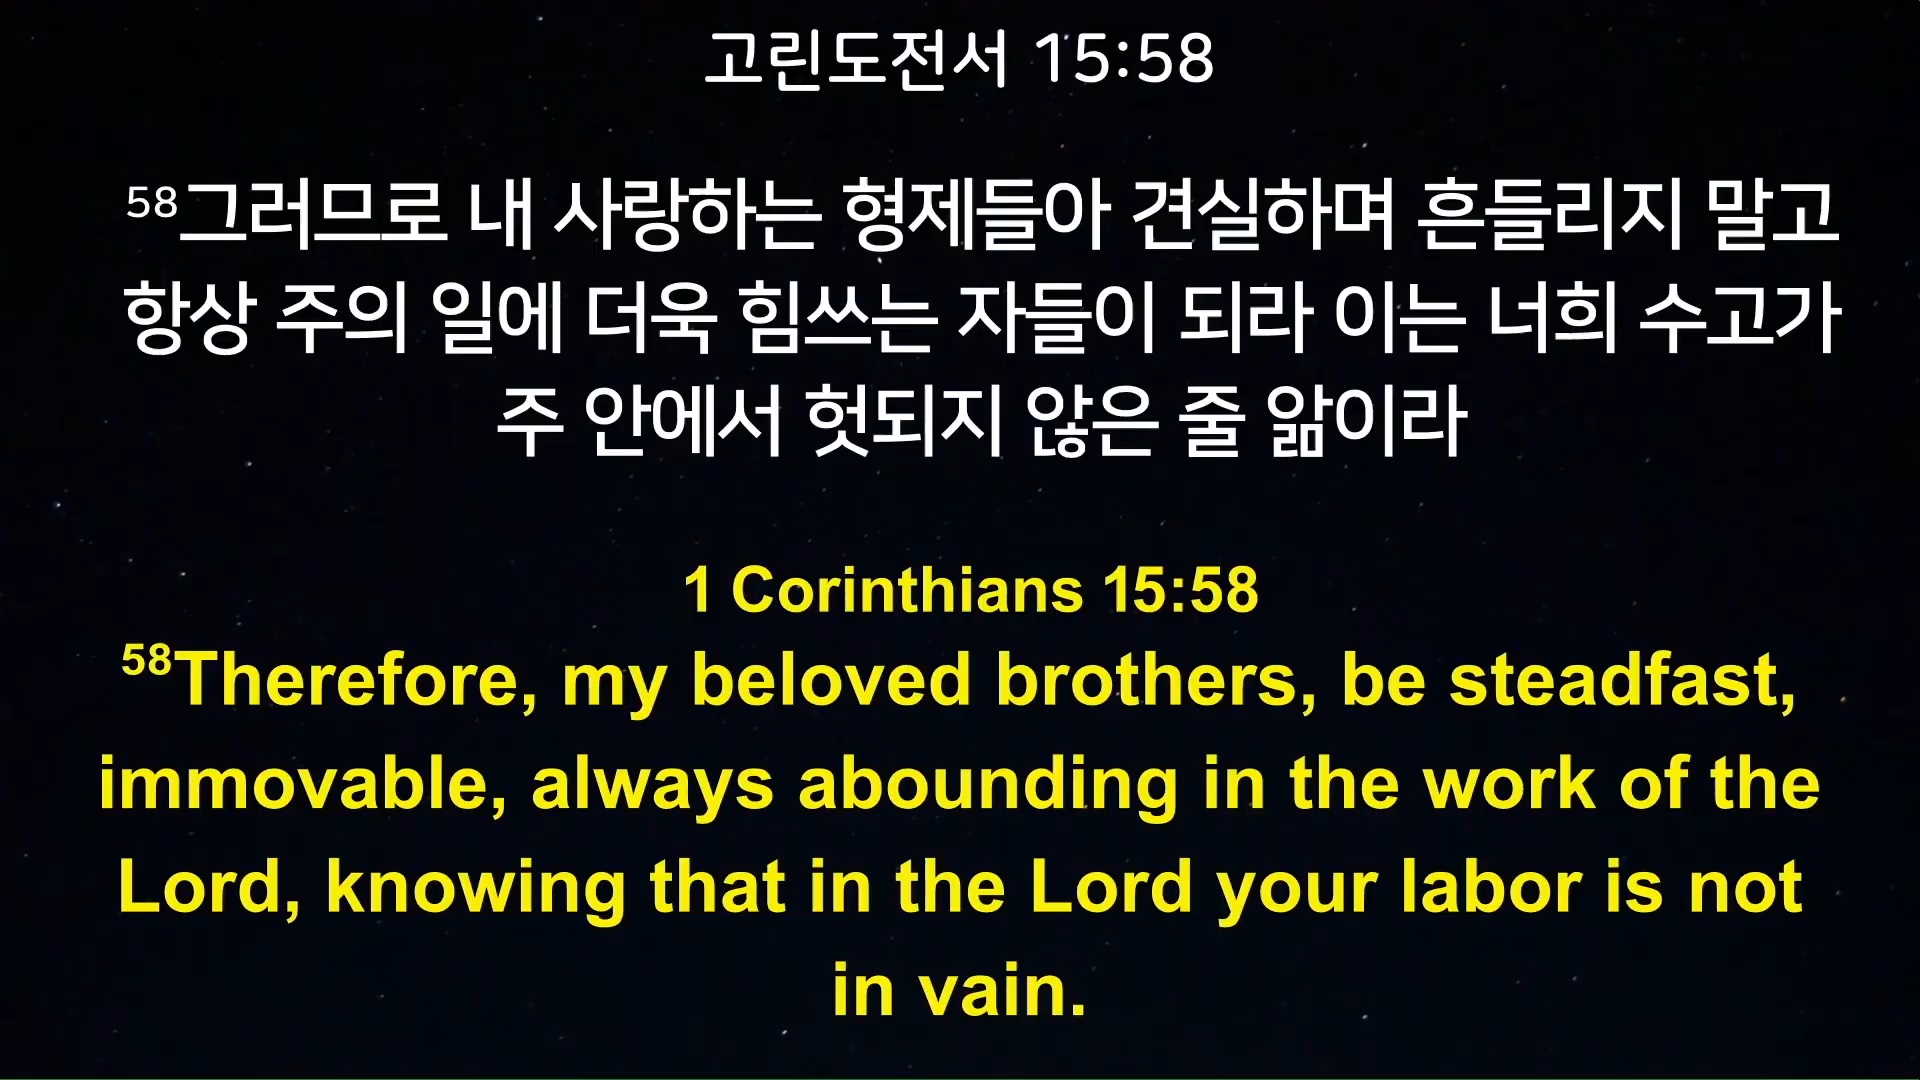 고린도전서 15:58
58그러므로 내 사랑하는 형제들아 견실하며 흔들리지 말고
항상 주의 일에 더욱 힘쓰는 자들이 되라 이는 너희 수고가
주 안에서 헛되지 않은 줄 앎이라
1 Corinthians 15:58
58Therefore, my beloved brothers, be steadfast,
immovable, always abounding in the work of the
Lord, knowing that in the Lord your labor is not
in vain.